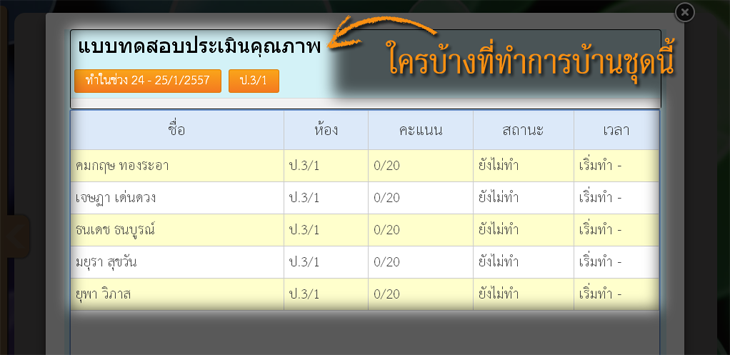 แบบทดสอบประเมินคุณภาพ
ใครบ้างที่ทำการบ้านชุดนี้
ทำในช่วง 24 - 25/1/2557 ป.3/1
ชื่อ ห้อง คะแนน สถานะ เวลา
คมกฤษ ทองระอา ป.3/1 0/20 ยังไม่ทำ เริ่มทำ -
เจษฎา เด่นดวง ป.3/1 0/20 ยังไม่ทำ เริ่มทำ -
ธนเดช ธนบูรณ์ ป.3/1 0/20 ยังไม่ทำ เริ่มทำ -
มยุรา สุขวัน ป.3/1 0/20 ยังไม่ทำ เริ่มทำ -
ยุพา วิภาส ป.3/1 0/20 ยังไม่ทำ เริ่มทำ -